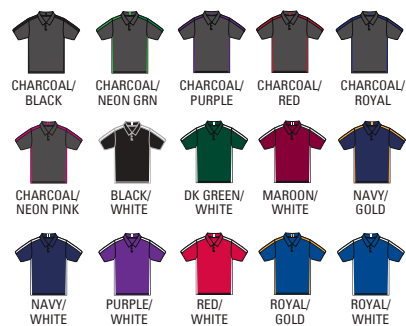 CHARCOAL/ CHARCOAL/ CHARCOAL/ CHARCOAL/ CHARCOAL/
BLACK NEON GRN PURPLE RED ROYAL
CHARCOAL/ BLACK/ DK GREEN/ MAROON/ NAVY/
NEON PINK WHITE WHITE WHITE GOLD
NAVY/ PURPLE/ RED/ ROYAL/ ROYAL/
WHITE WHITE WHITE GOLD WHITE